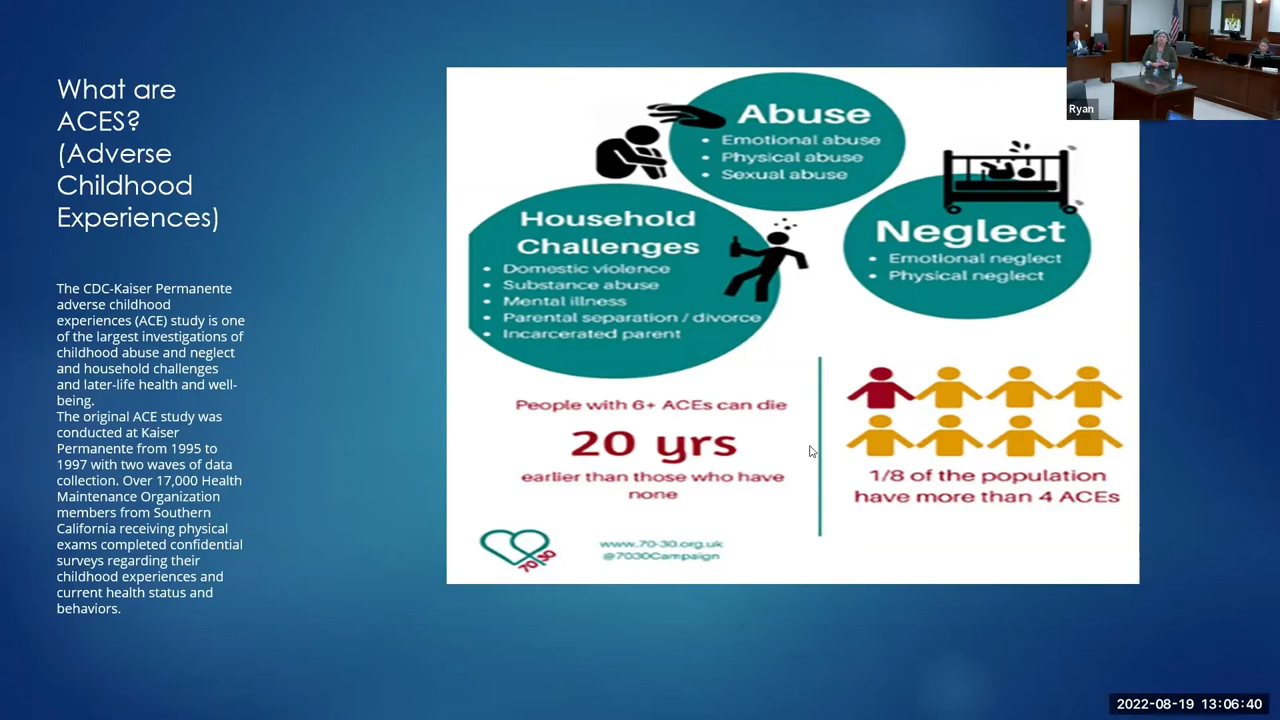 What are
ACES?
(Adverse
Childhood
Experiences)
The CDC-Kaiser Permanente
adverse childhood
experiences (ACE) study is one
of the largest investigations of
childhood abuse and neglect
and household challenges
and later-life health and well-
being.
The original ACE study was
conducted at Kaiser
Permanente from 1995 to
1997 with two waves of data
collection. Over 17,000 Health
Maintenance Organization
members from Southern
California receiving physical
exams completed confidential
surveys regarding their
childhood experiences and
current health status and
behaviors.
Abuse
• Emotional abuse
• Physical abuse
• Sexual abuse
Household
Challenges
• Domestic violence
• Substance abuse
• Mental illness
• Parental separation / divorce
• Incarcerated parent
Neglect
• Emotional neglect
• Physical neglect
People with 6+ ACEs can die
20 yrs
earlier than those who have
none
1/8 of the population
have more than 4 ACEs
70-30
www.70-30.org.uk
@7030Campaign
Ryan
2022-08-19 13:06:40